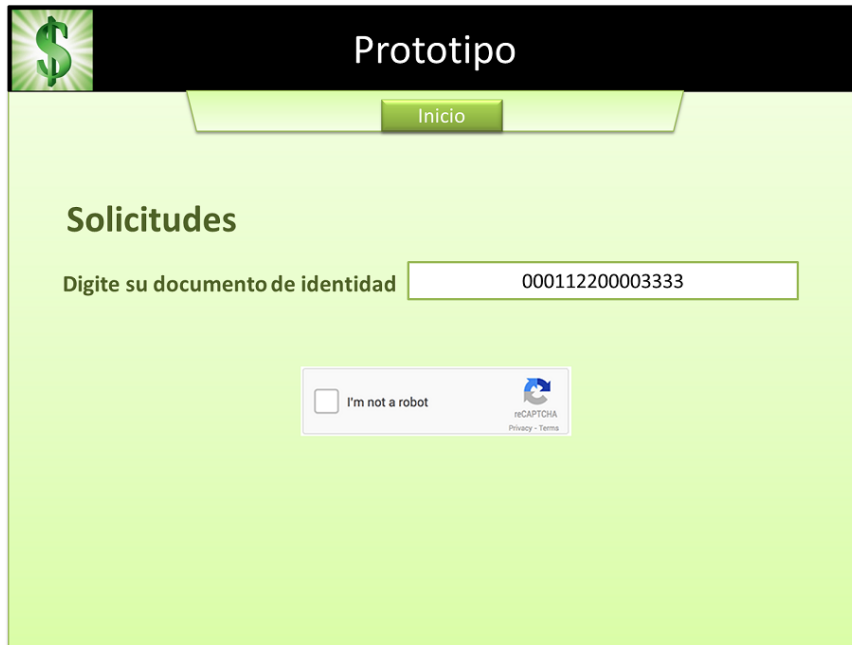 Prototipo
Inicio
Solicitudes
Digite su documento de identidad 000112200003333
I'm not a robot
reCAPTCHA
Privacy - Terms